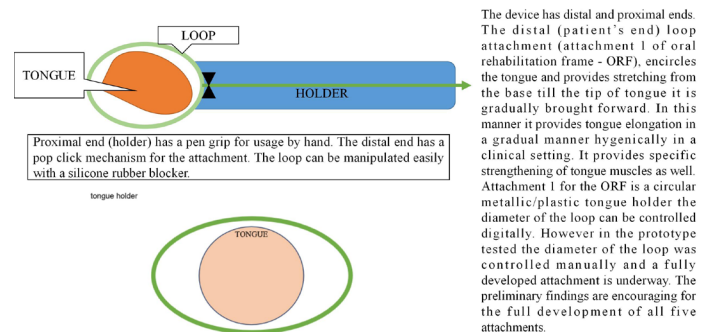 LOOP
TONGUE
HOLDER
Proximal end (holder) has a pen grip for usage by hand. The distal end has a
pop click mechanism for the attachment. The loop can be manipulated easily
with a silicone rubber blocker.
tongue holder
TONGUE
The device has distal and proximal ends.
The distal (patient's end) loop
attachment (attachment 1 of oral
rehabilitation frame - ORF), encircles
the tongue and provides stretching from
the base till the tip of tongue it is
gradually brought forward. In this
manner it provides tongue elongation in
a gradual manner hygenically in a
clinical setting. It provides specific
strengthening of tongue muscles as well.
Attachment 1 for the ORF is a circular
metallic/plastic tongue holder the
diameter of the loop can be controlled
digitally. However in the prototype
tested the diameter of the loop was
controlled manually and a fully
developed attachment is underway. The
preliminary findings are encouraging for
the full development of all five
attachments.